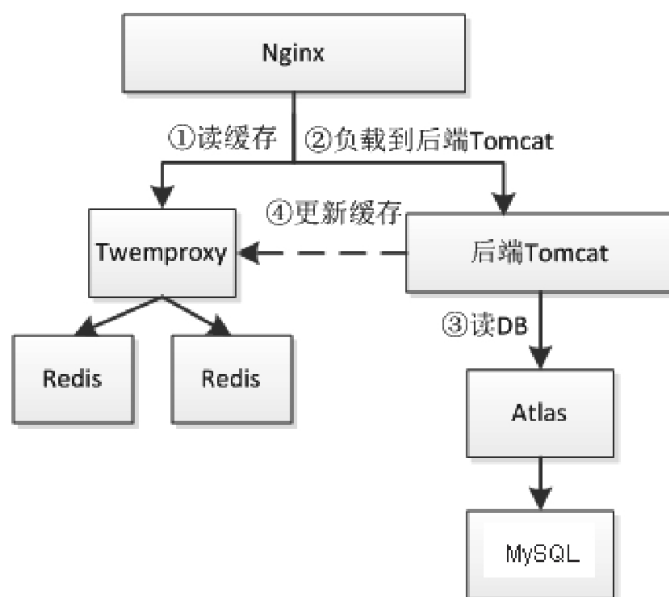 Nginx
①读缓存
②负载到后端Tomcat
④更新缓存
Twemproxy
后端Tomcat
③读DB
Redis
Redis
Atlas
MySQL